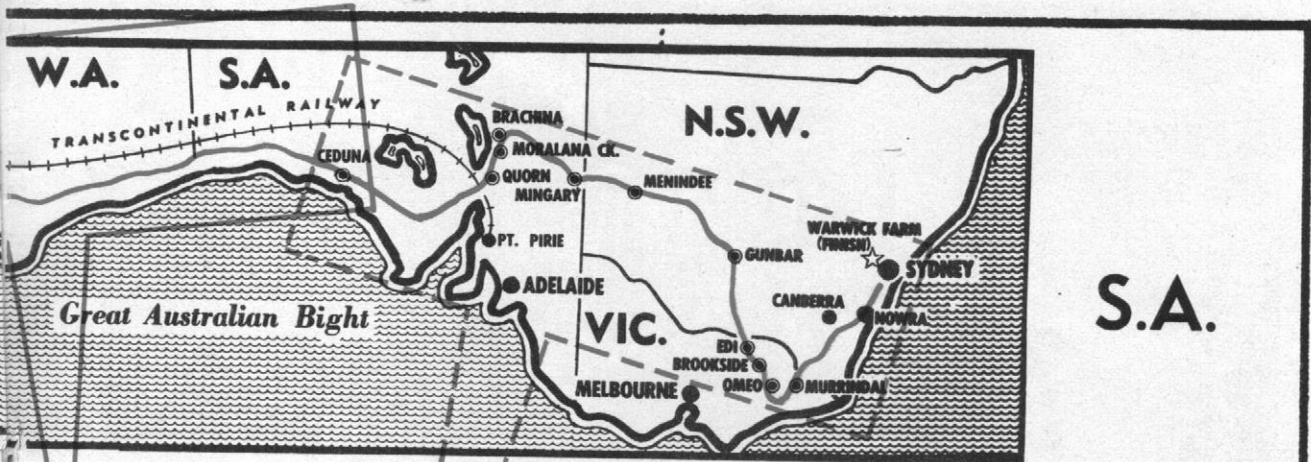 W.A.
S.A.
N.S.W.
TRANSCONTINENTAL RAILWAY
BRACHINA
MORALANA CK.
CEDUNA
QUORN
MINGARY
MENINDEE
WARWICK FARM
(FINISH)
PT. PIRIE
GUNBAR
SYDNEY
ADELAIDE
S.A.
CANBERRA
NOWRA
Great Australian Bight
VIC.
EDI
BROOKSIDE
MELBOURNE
OMEO
MURRINDAL